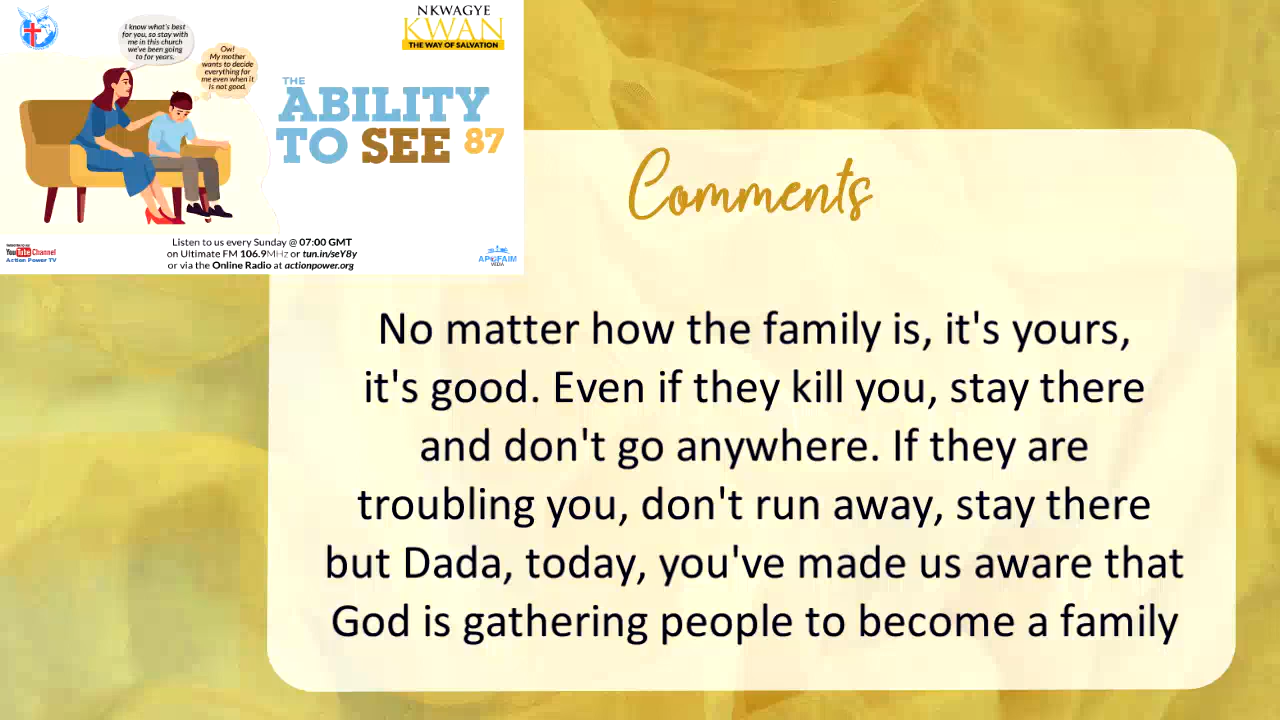 I know what's best
for you, so stay with
me in this church
we've been going
to for years.
Ow!
My mother
wants to decide
everything for
me even when it
is not good.
NKWAGYE
KWAN
THE WAY OF SALVATION
THE
ABILITY
TO SEE 87
Listen to us every Sunday @ 07:00 GMT
on Ultimate FM 106.9MHz or tun.in/seY8y
or via the Online Radio at actionpower.org
YouTube Channel
Action Power TV
MEDIA
Comments
No matter how the family is, it's yours,
it's good. Even if they kill you, stay there
and don't go anywhere. If they are
troubling you, don't run away, stay there
but Dada, today, you've made us aware that
God is gathering people to become a family